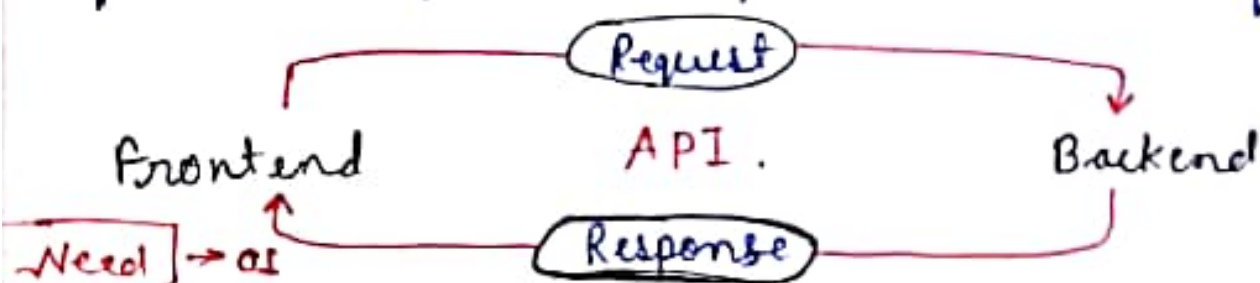 Request
API.
Frontend Backend
Response
Need → 01